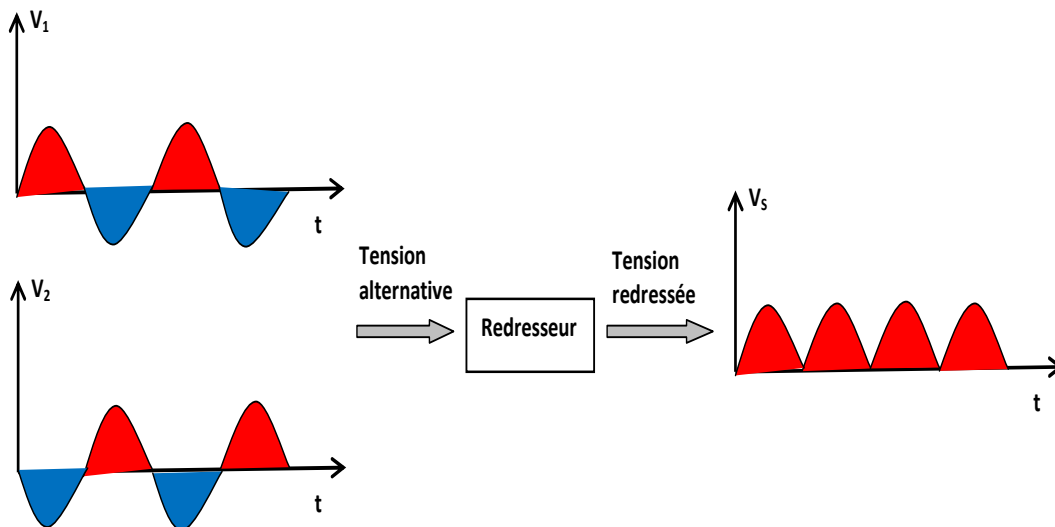 V1
t
V2
t
Tension
alternative
Redresseur
Tension
redressée
VS
t